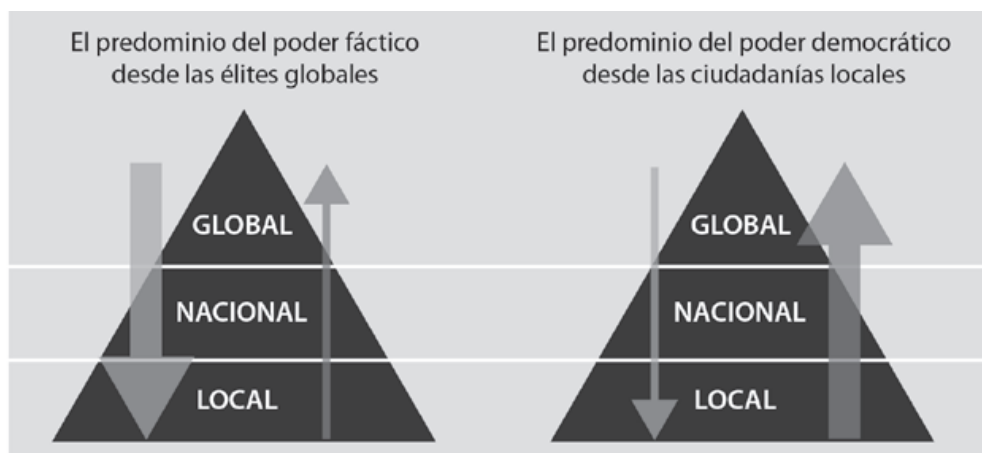 El predominio del poder fáctico
desde las élites globales
GLOBAL
NACIONAL
LOCAL
El predominio del poder democrático
desde las ciudadanías locales
GLOBAL
NACIONAL
LOCAL